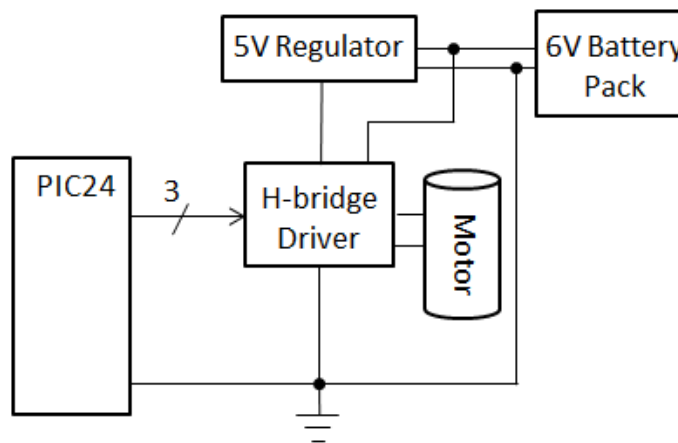 5V Regulator
6V Battery
Pack
PIC24
3
H-bridge
Driver
Motor